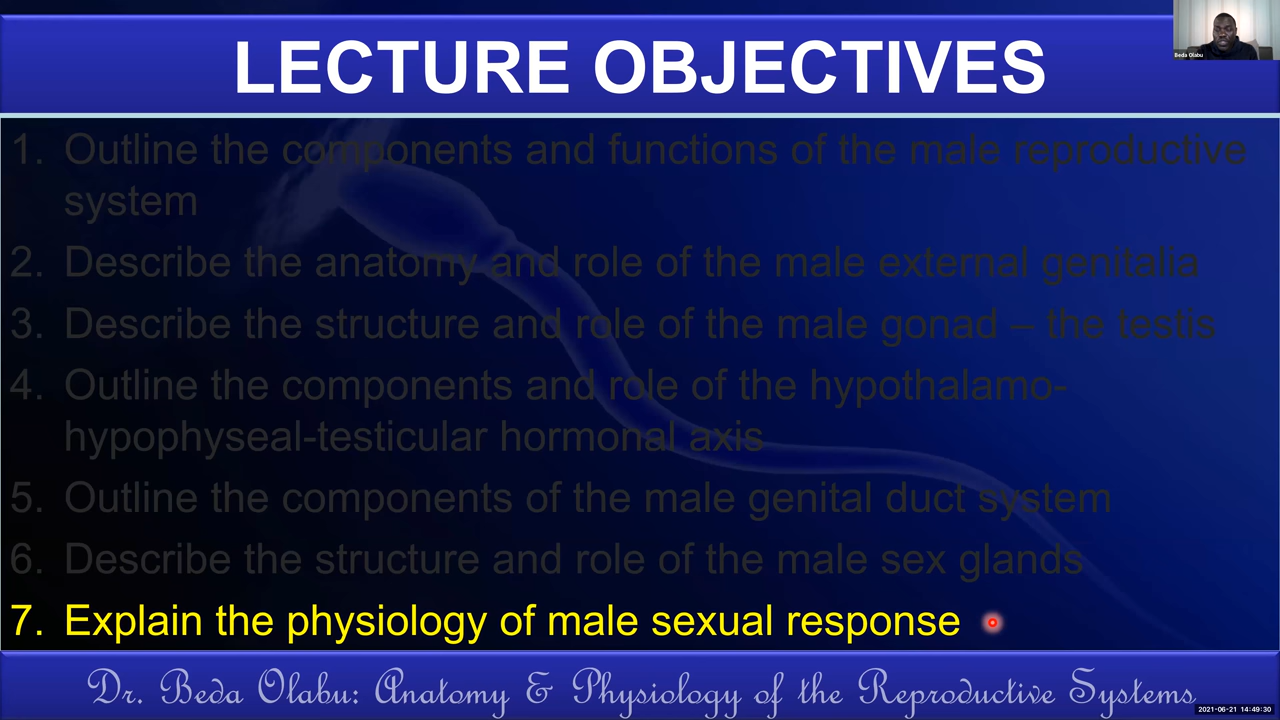 LECTURE OBJECTIVES
Beda Olabu
1. Outline the components and functions of the male reproductive
system
2. Describe the anatomy and role of the male external genitalia
3. Describe the structure and role of the male gonad – the testis
4. Outline the components and role of the hypothalamo-
hypophyseal-testicular hormonal axis
5. Outline the components of the male genital duct system
6. Describe the structure and role of the male sex glands
7. Explain the physiology of male sexual response
Dr. Beda Olabu: Anatomy & Physiology of the Reproductive Systems
2021-06-21 14:49:30